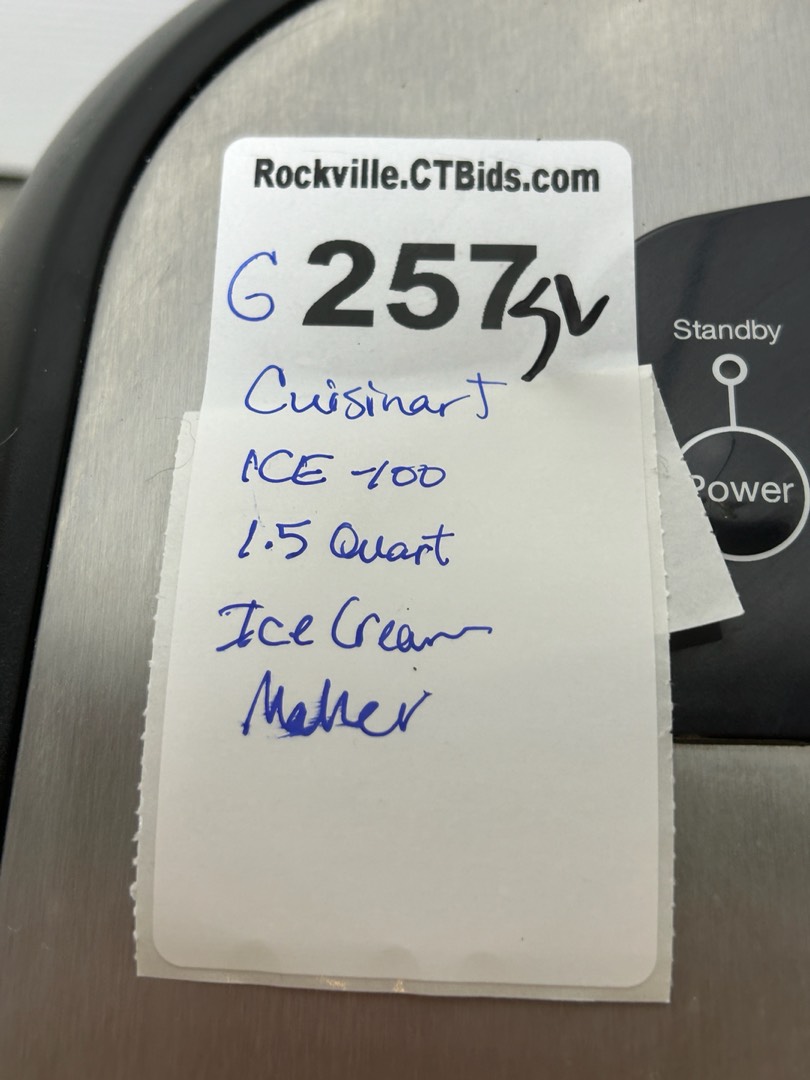 Rockville.CTBids.com
G 257 SV
Cuisinart
ICE-100
1.5 Quart
Ice Cream
Maker
Standby
Power